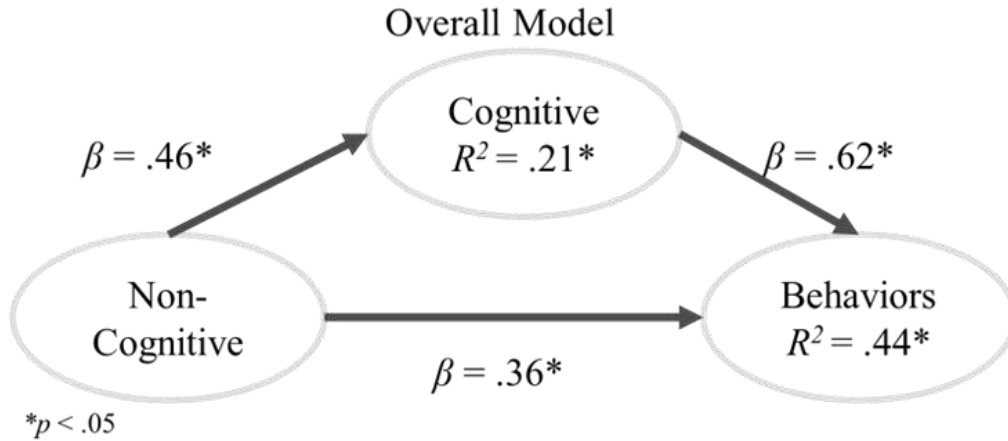 Overall Model
Cognitive
R² = .21*
β = .46*
β = .62*
Non-
Cognitive
Behaviors
R² = .44*
β = .36*
*p < .05